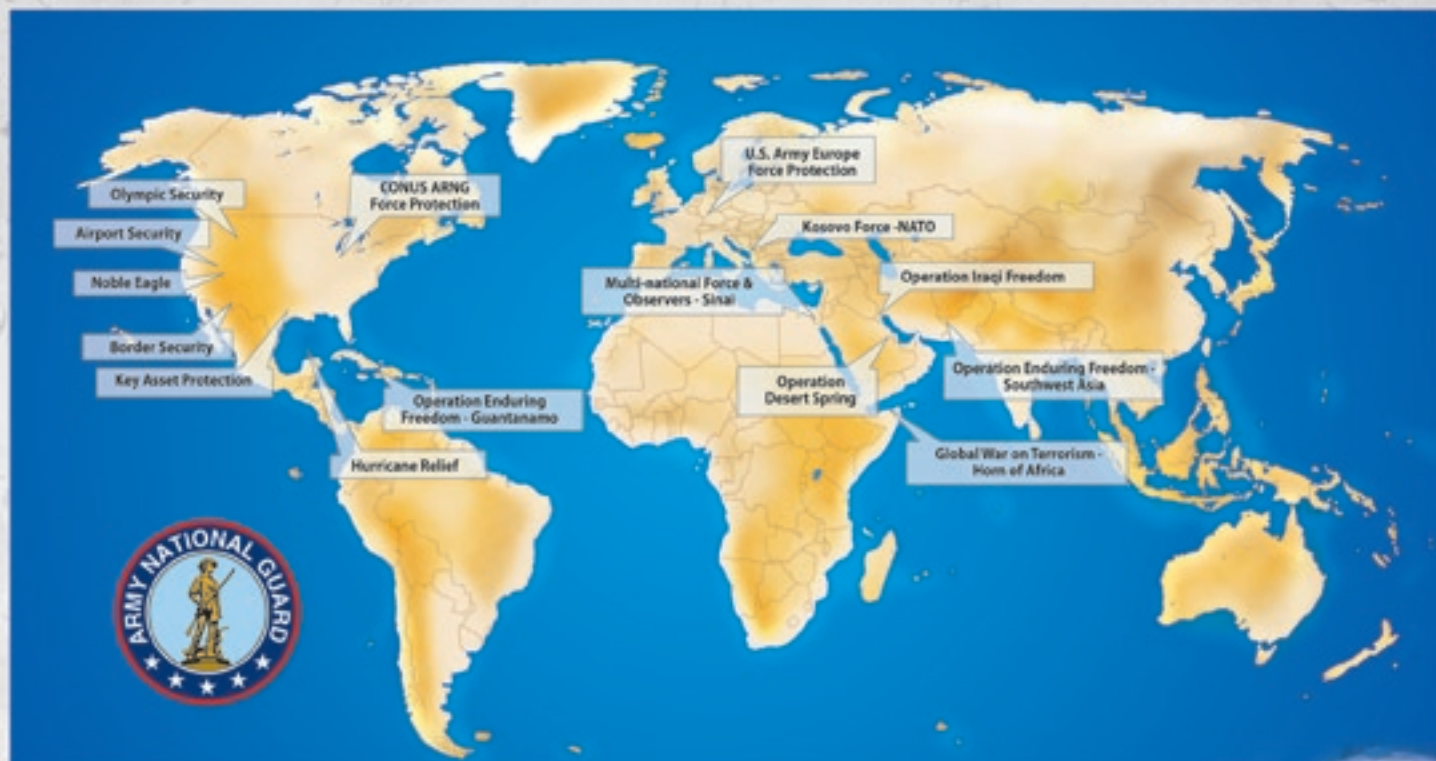 U.S. Army Europe
Force Protection
Olympic Security
CONUS ARNG
Force Protection
Airport Security
Kosovo Force -NATO
Noble Eagle
Multi-national Force &
Observers - Sinai
Operation Iraqi Freedom
Border Security
Key Asset Protection
Operation Enduring
Freedom - Guantanamo
Operation
Desert Spring
Operation Enduring Freedom -
Southwest Asia
Hurricane Relief
Global War on Terrorism -
Horn of Africa
ARMY NATIONAL GUARD